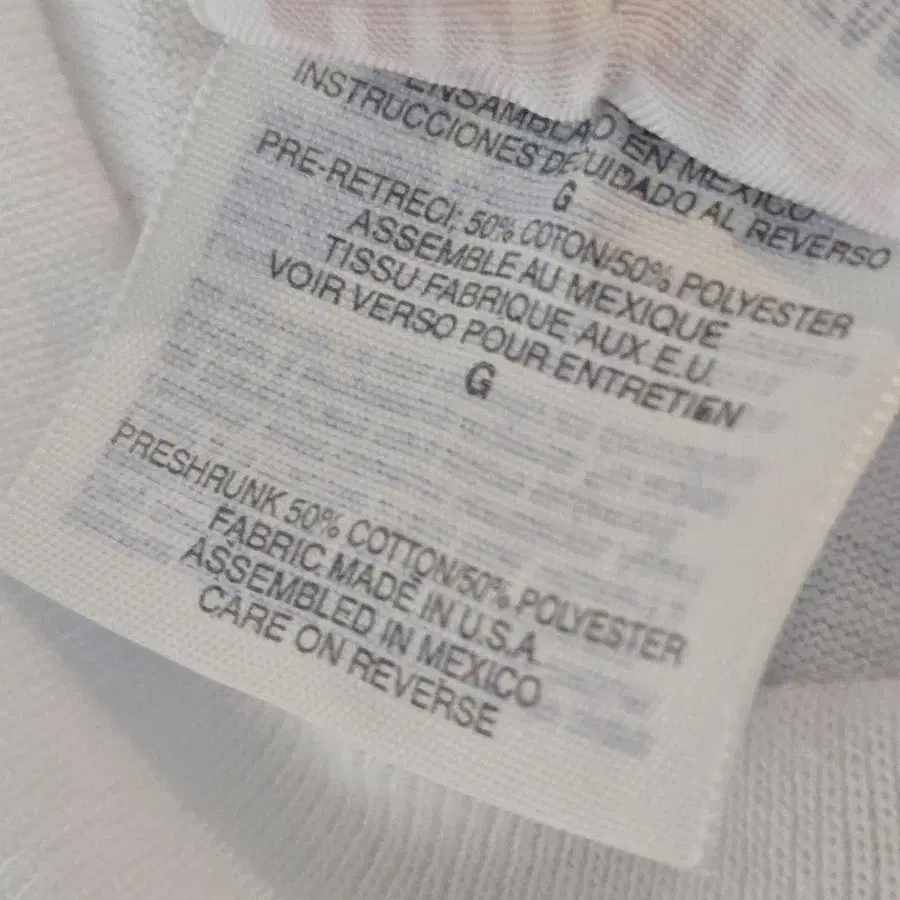 ENSAMBLADO EN MEXICO
INSTRUCCIONES DE CUIDADO AL REVERSO
G
PRE-RETRECI; 50% COTON/50% POLYESTER
ASSEMBLE AU MEXIQUE
TISSU FABRIQUE AUX E.U.
VOIR VERSO POUR ENTRETIEN
G
PRESHRUNK 50% COTTON/50% POLYESTER
FABRIC MADE IN U.S.A
ASSEMBLED IN MEXICO
CARE ON REVERSE